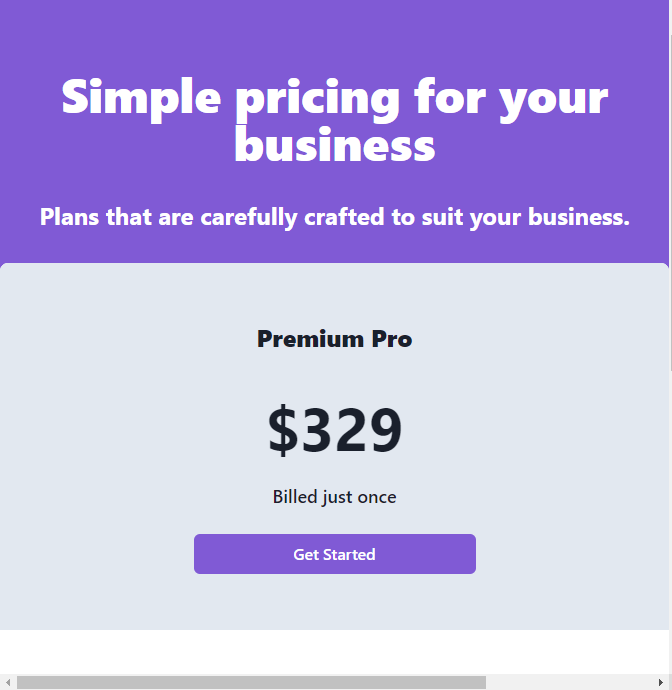 Simple pricing for your
business
Plans that are carefully crafted to suit your business.
Premium Pro
$329
Billed just once
Get Started